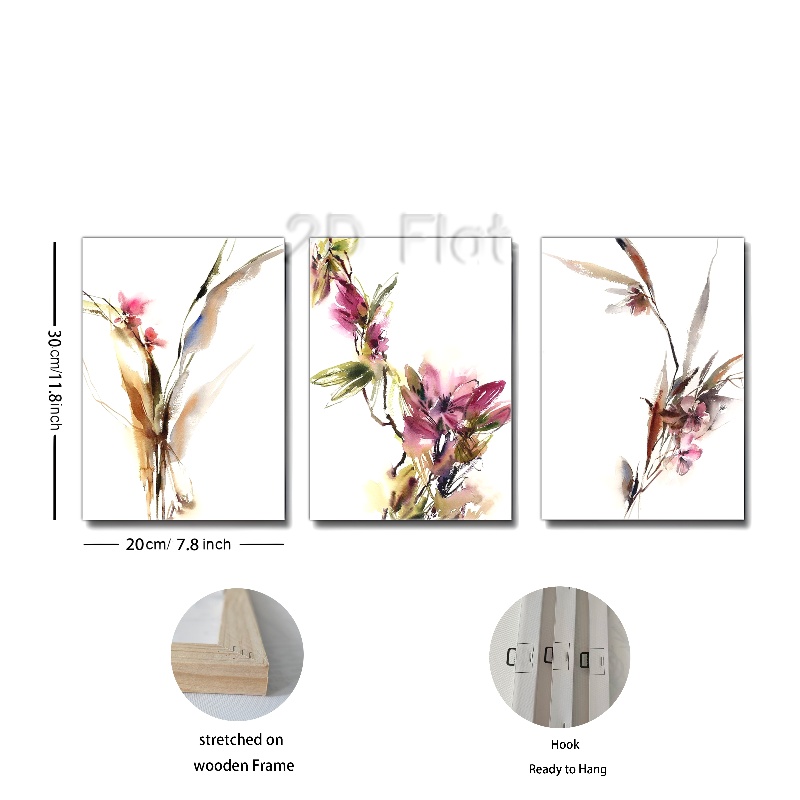 2D Flat
30cm/11.8inch
20cm/ 7.8 inch
stretched on
wooden Frame
Hook
Ready to Hang